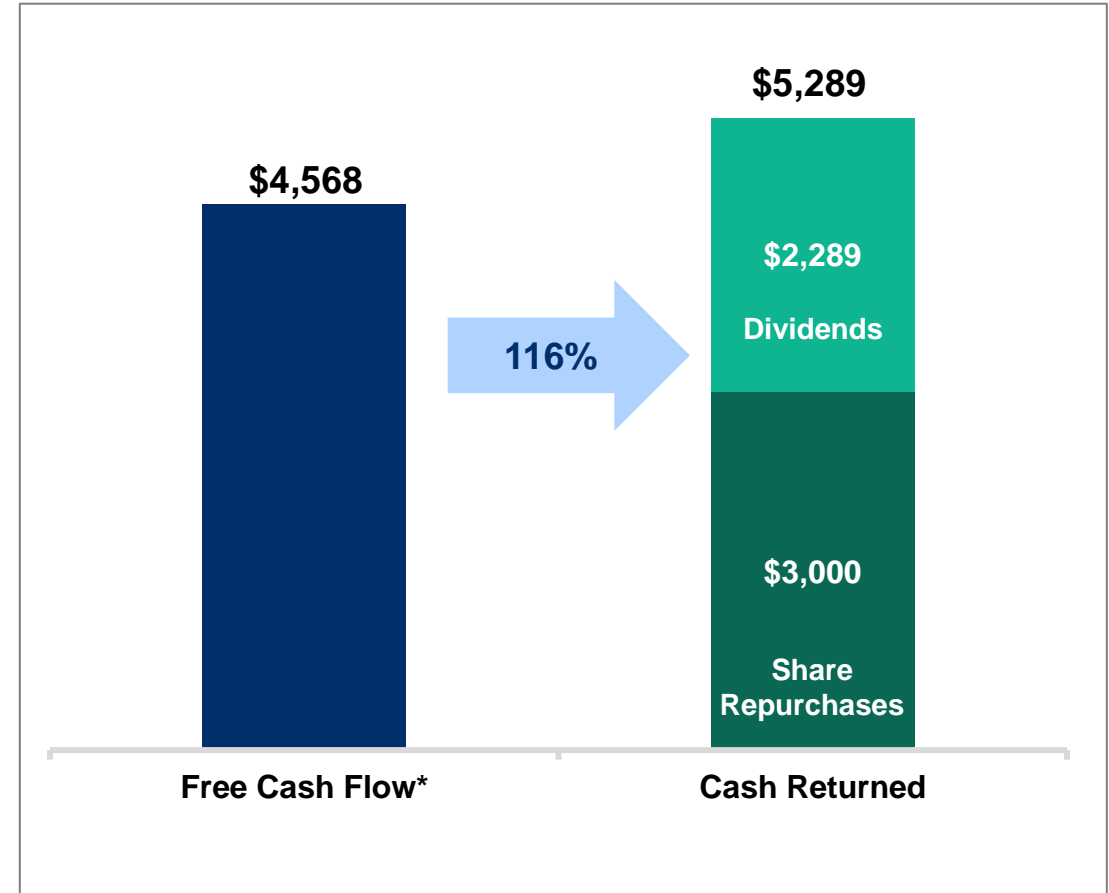 $5,289
$4,568
$2,289
Dividends
116%
$3,000
Share
Repurchases
Free Cash Flow*
Cash Returned